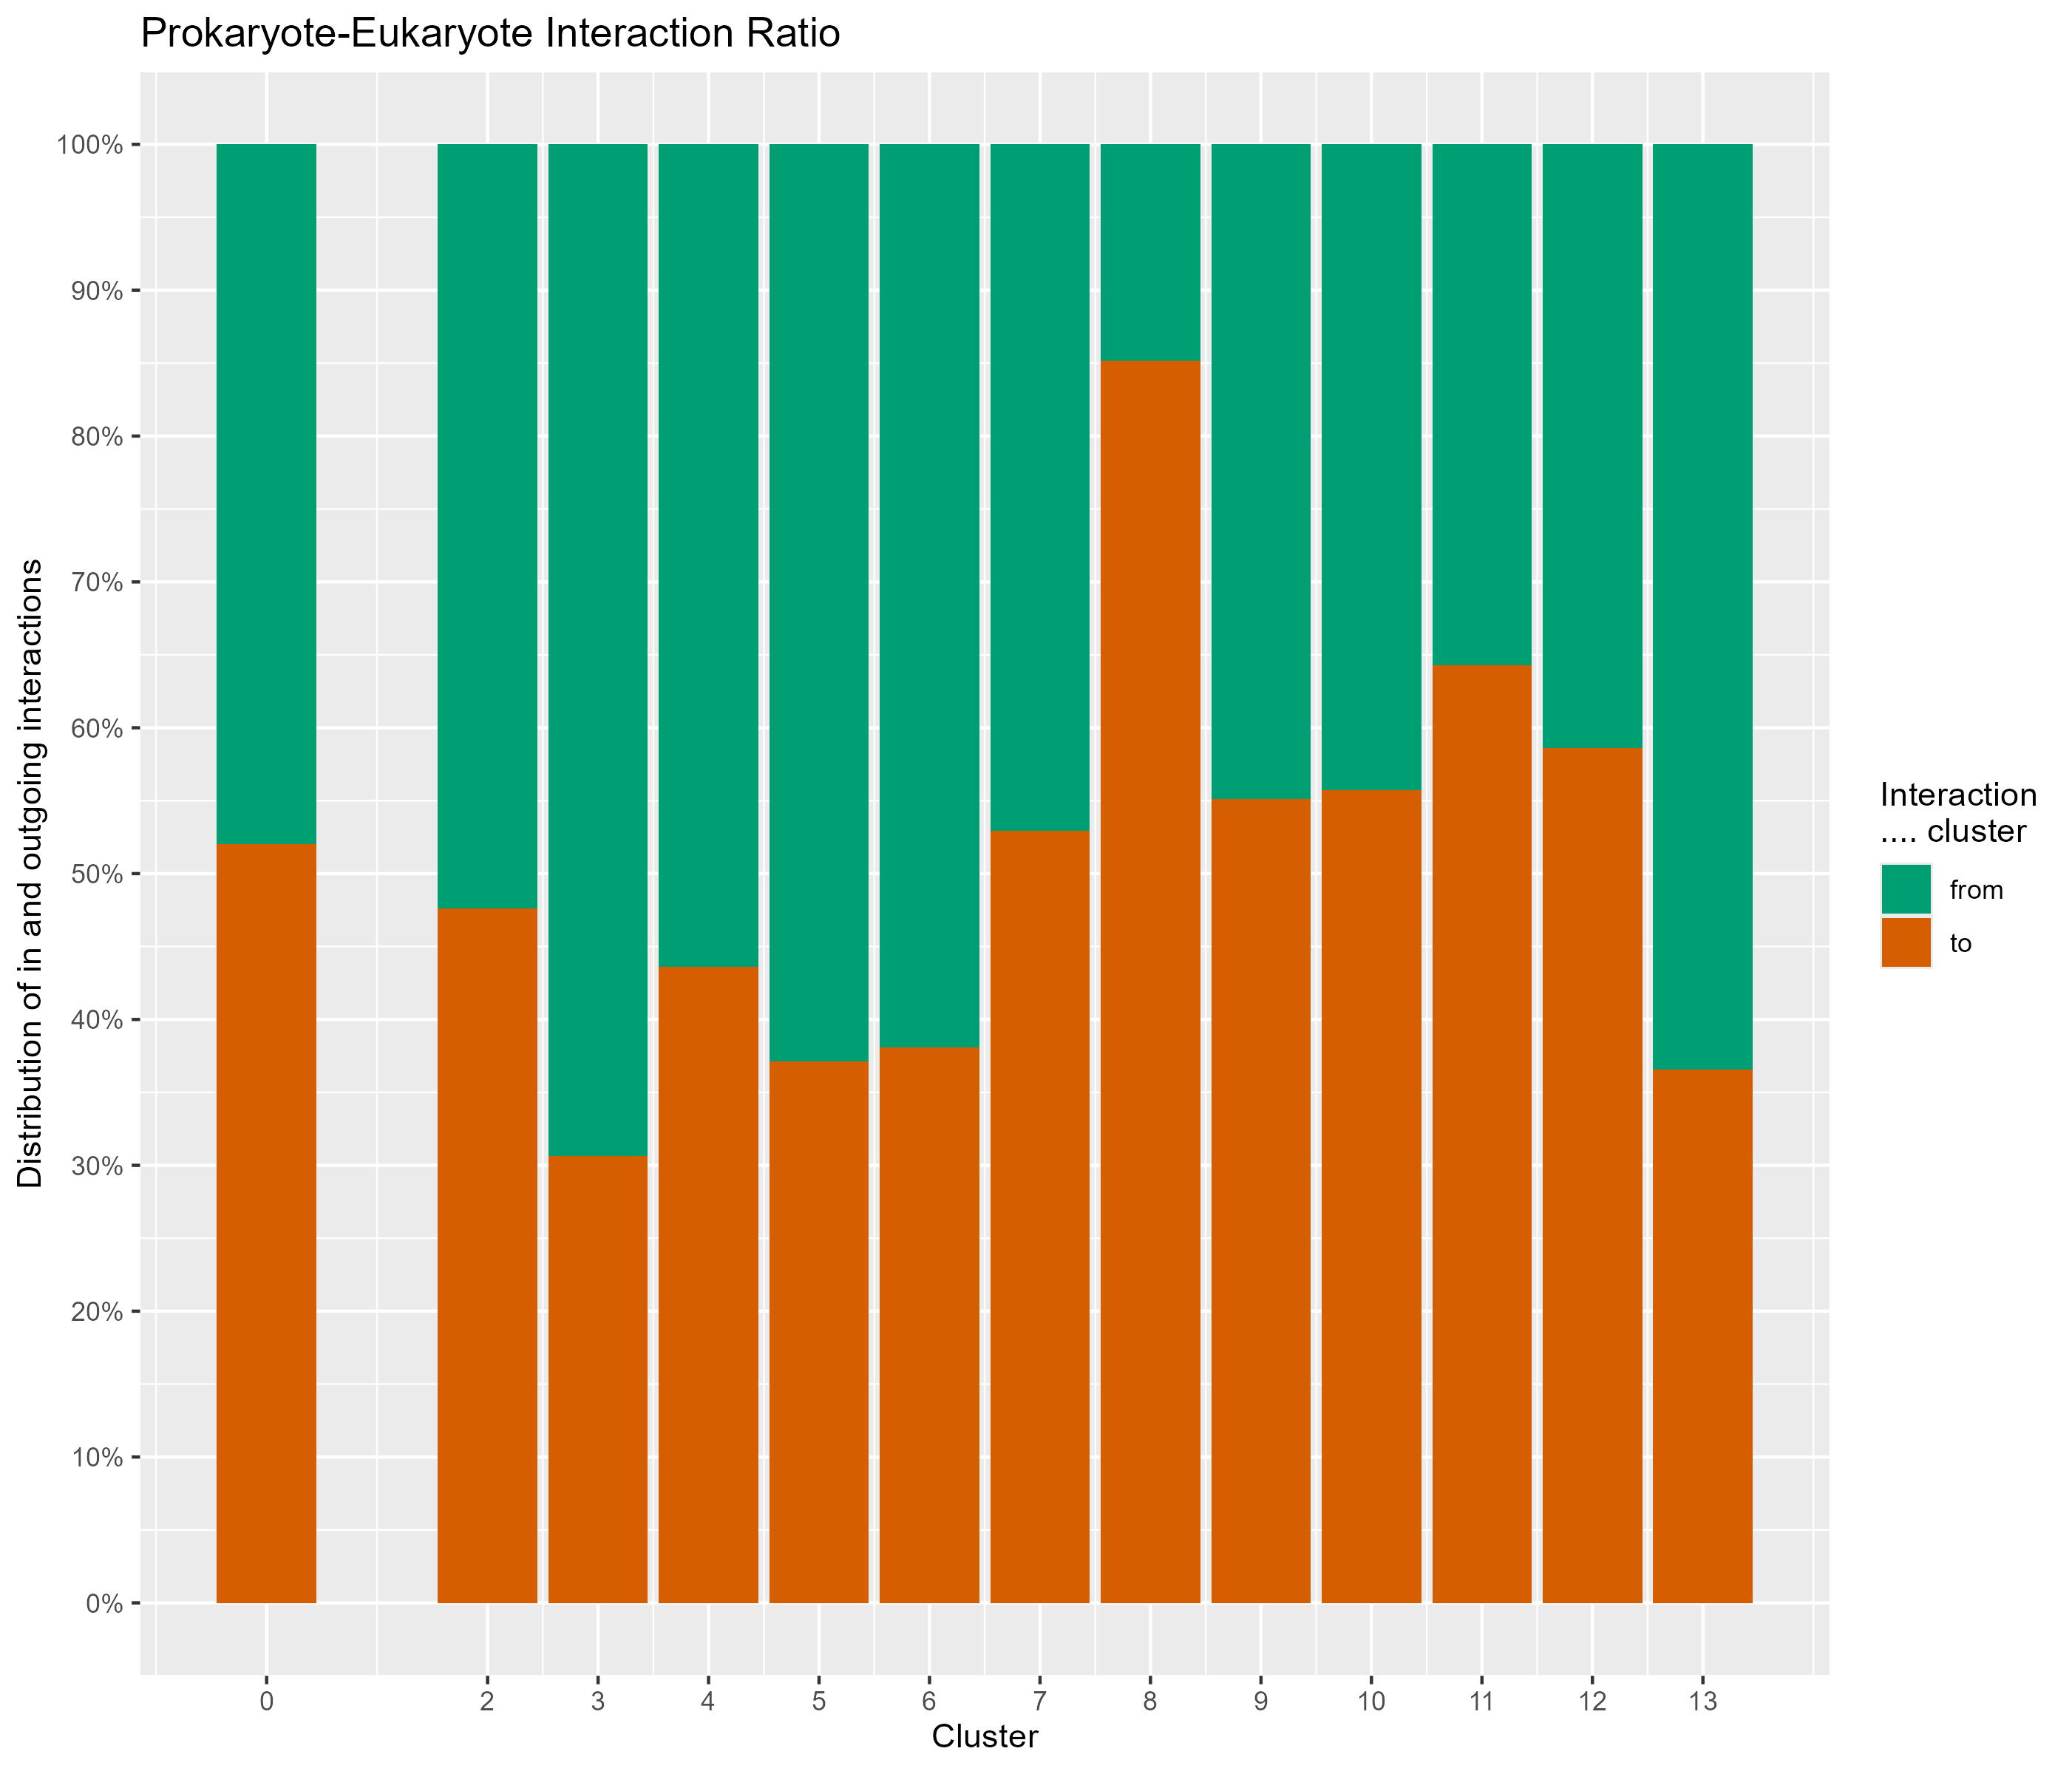 Prokaryote-Eukaryote Interaction Ratio
Distribution of in and outgoing interactions
100%
90%
80%
70%
60%
50%
40%
30%
20%
10%
0%
0 2 3 4 5 6 7 8 9 10 11 12 13
Cluster
Interaction
.... cluster
from
to